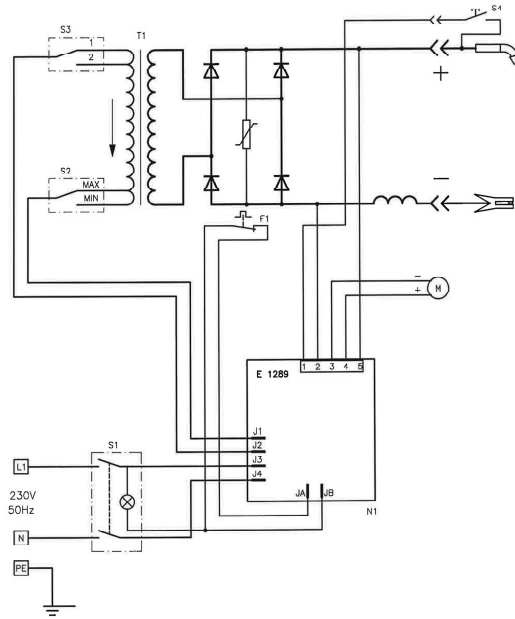 S4
S3
T1
1
2
+
S2
MAX
MIN
−
F1
−
+
M
E 1289
1 2 3 4 5
J1
J2
J3
J4
S1
L1
230V
50Hz
JA
JB
N1
N
PE